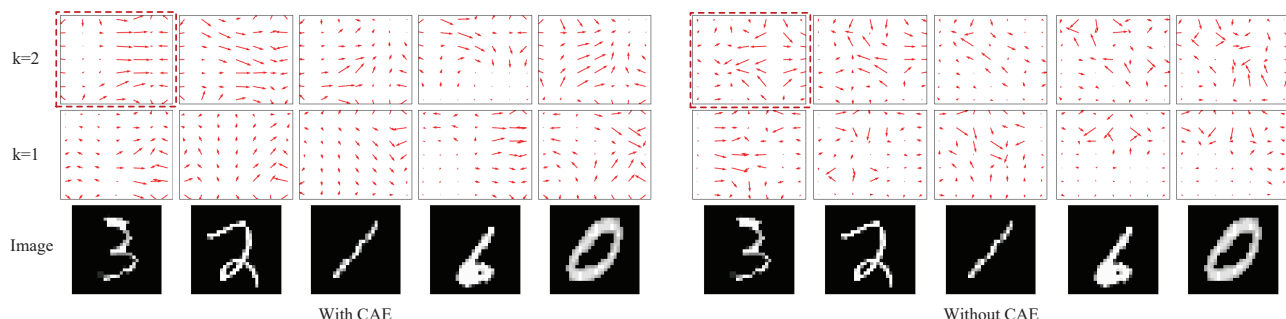 k=2
k=1
Image
With CAE
Without CAE